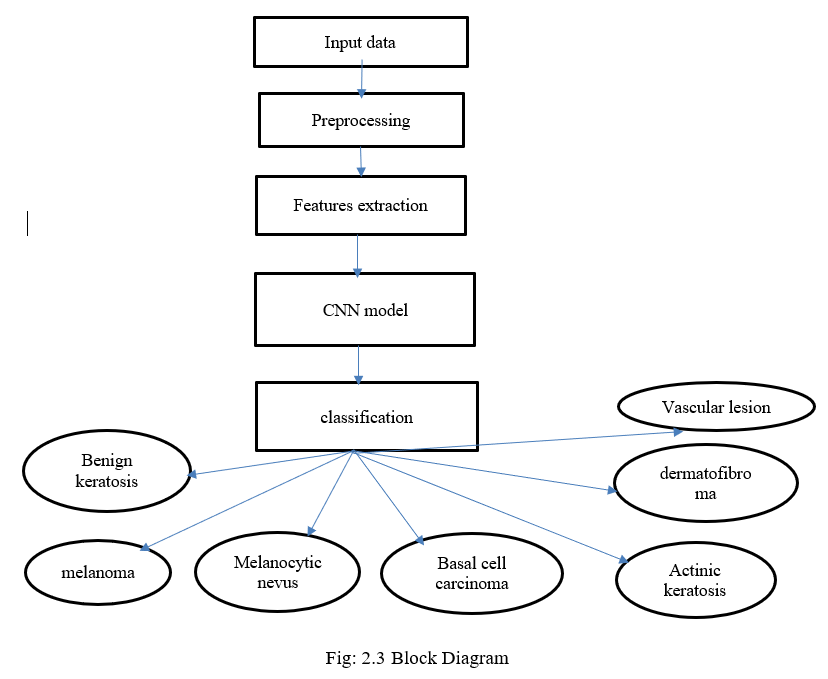 Input data
Preprocessing
Features extraction
CNN model
classification
Vascular lesion
Benign
keratosis
dermatofibro
ma
melanoma
Melanocytic
nevus
Basal cell
carcinoma
Actinic
keratosis
Fig: 2.3 Block Diagram